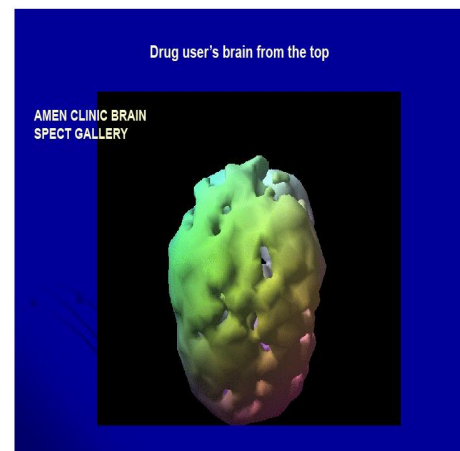 Drug user's brain from the top
AMEN CLINIC BRAIN
SPECT GALLERY